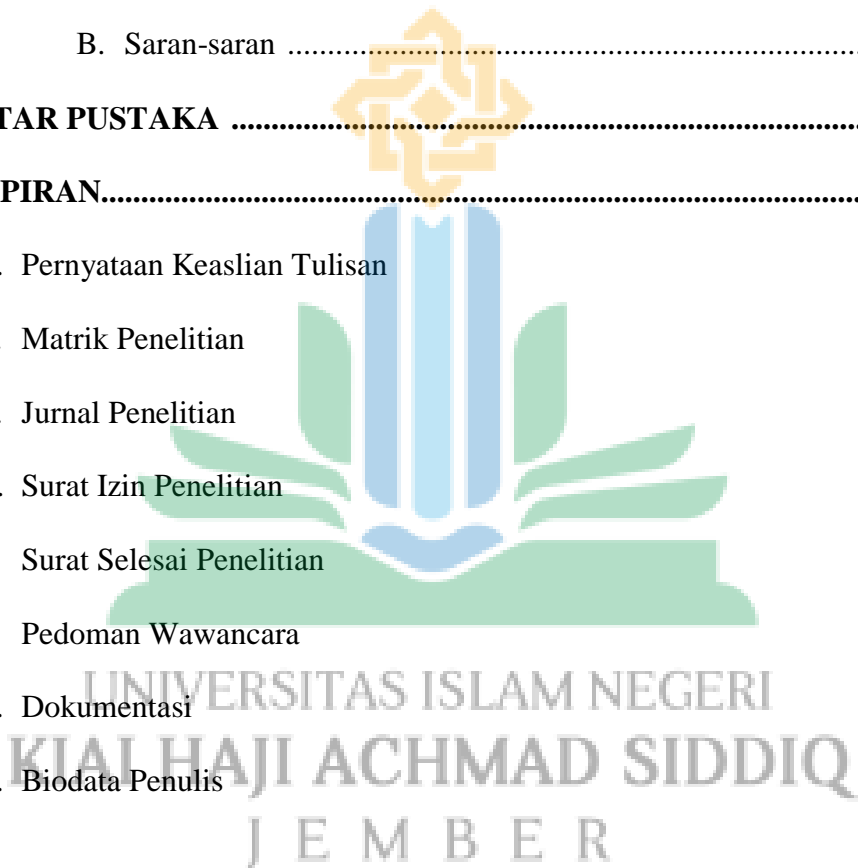 B. Saran-saran ........................................................................
TAR PUSTAKA ...............................................................................
PIRAN...............................................................................................
. Pernyataan Keaslian Tulisan
. Matrik Penelitian
. Jurnal Penelitian
. Surat Izin Penelitian
Surat Selesai Penelitian
Pedoman Wawancara
UNIVERSITAS ISLAM NEGERI
. Dokumentasi
KIAI HAJI ACHMAD SIDDIQ
. Biodata Penulis
JEMBER